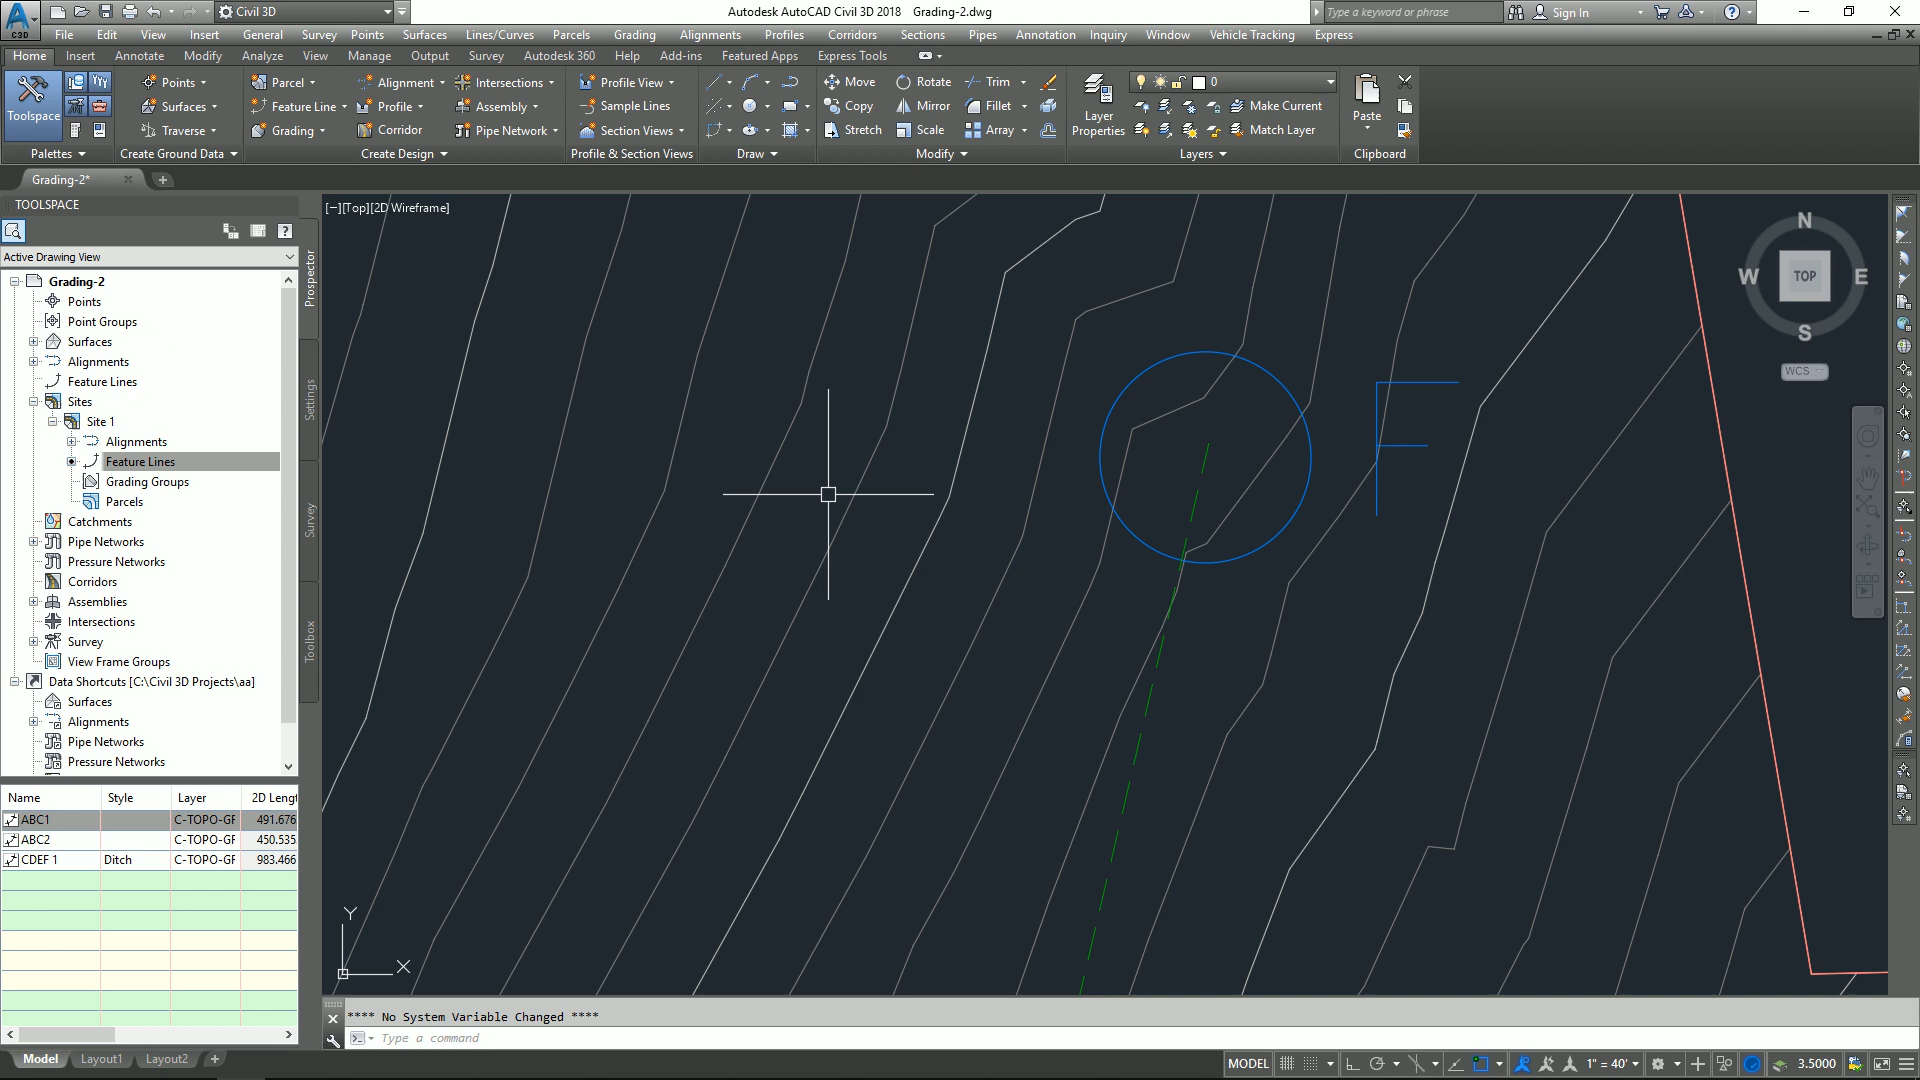 Civil 3D
Autodesk AutoCAD Civil 3D 2018 Grading-2.dwg
Type a keyword or phrase
Sign In
C3D
File Edit View Insert General Survey Points Surfaces Lines/Curves Parcels Grading Alignments Profiles Corridors Sections Pipes Annotation Inquiry Window Vehicle Tracking Express
Home Insert Annotate Modify Analyze View Manage Output Survey Autodesk 360 Help Add-ins Featured Apps Express Tools
Points Parcel Alignment Intersections Profile View Move Rotate Trim 0
Toolspace Surfaces Feature Line Profile Assembly Sample Lines Copy Mirror Fillet Layer Properties Make Current Paste
Traverse Grading Corridor Pipe Network Section Views Stretch Scale Array Match Layer
Palettes Create Ground Data Create Design Profile & Section Views Draw Modify Layers Clipboard
Grading-2*
TOOLSPACE
Active Drawing View
Grading-2
Points
Point Groups
Surfaces
Alignments
Feature Lines
Sites
Site 1
Alignments
Feature Lines
Grading Groups
Parcels
Catchments
Pipe Networks
Pressure Networks
Corridors
Assemblies
Intersections
Survey
View Frame Groups
Data Shortcuts [C:\Civil 3D Projects\aa]
Surfaces
Alignments
Pipe Networks
Pressure Networks
Prospector
Settings
Survey
Toolbox
Name Style Layer 2D Lengt
ABC1 C-TOPO-GF 491.676
ABC2 C-TOPO-GF 450.535
CDEF 1 Ditch C-TOPO-GF 983.466
[−][Top][2D Wireframe]
N
W TOP E
S
WCS
F
Y
X
**** No System Variable Changed ****
Type a command
Model Layout1 Layout2
MODEL 1" = 40' 3.5000